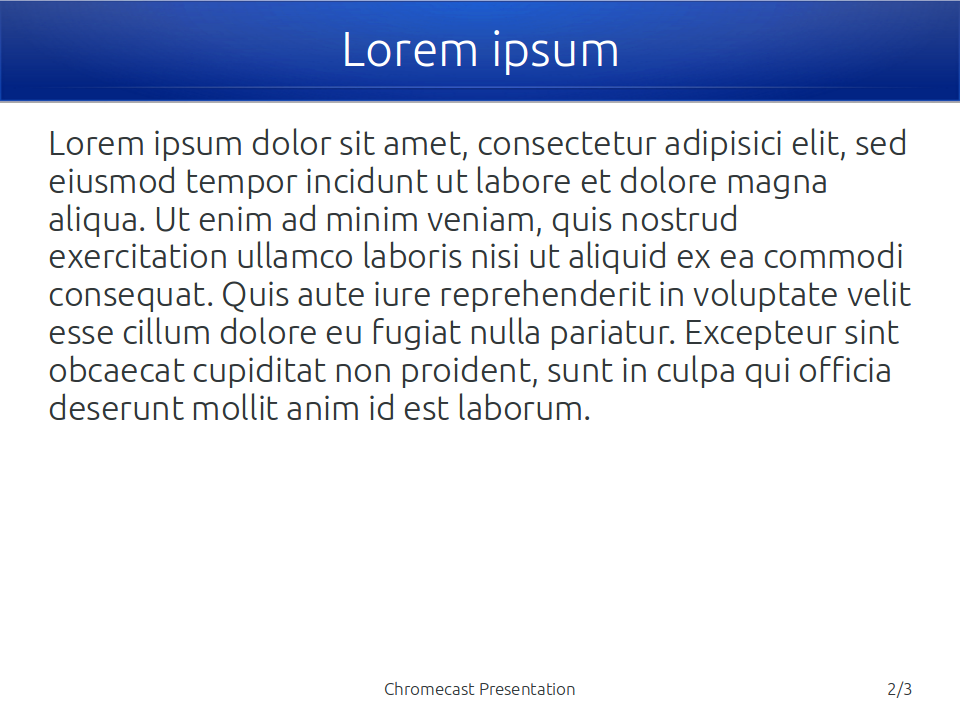 Lorem ipsum
Lorem ipsum dolor sit amet, consectetur adipisici elit, sed
eiusmod tempor incidunt ut labore et dolore magna
aliqua. Ut enim ad minim veniam, quis nostrud
exercitation ullamco laboris nisi ut aliquid ex ea commodi
consequat. Quis aute iure reprehenderit in voluptate velit
esse cillum dolore eu fugiat nulla pariatur. Excepteur sint
obcaecat cupiditat non proident, sunt in culpa qui officia
deserunt mollit anim id est laborum.
Chromecast Presentation
2/3